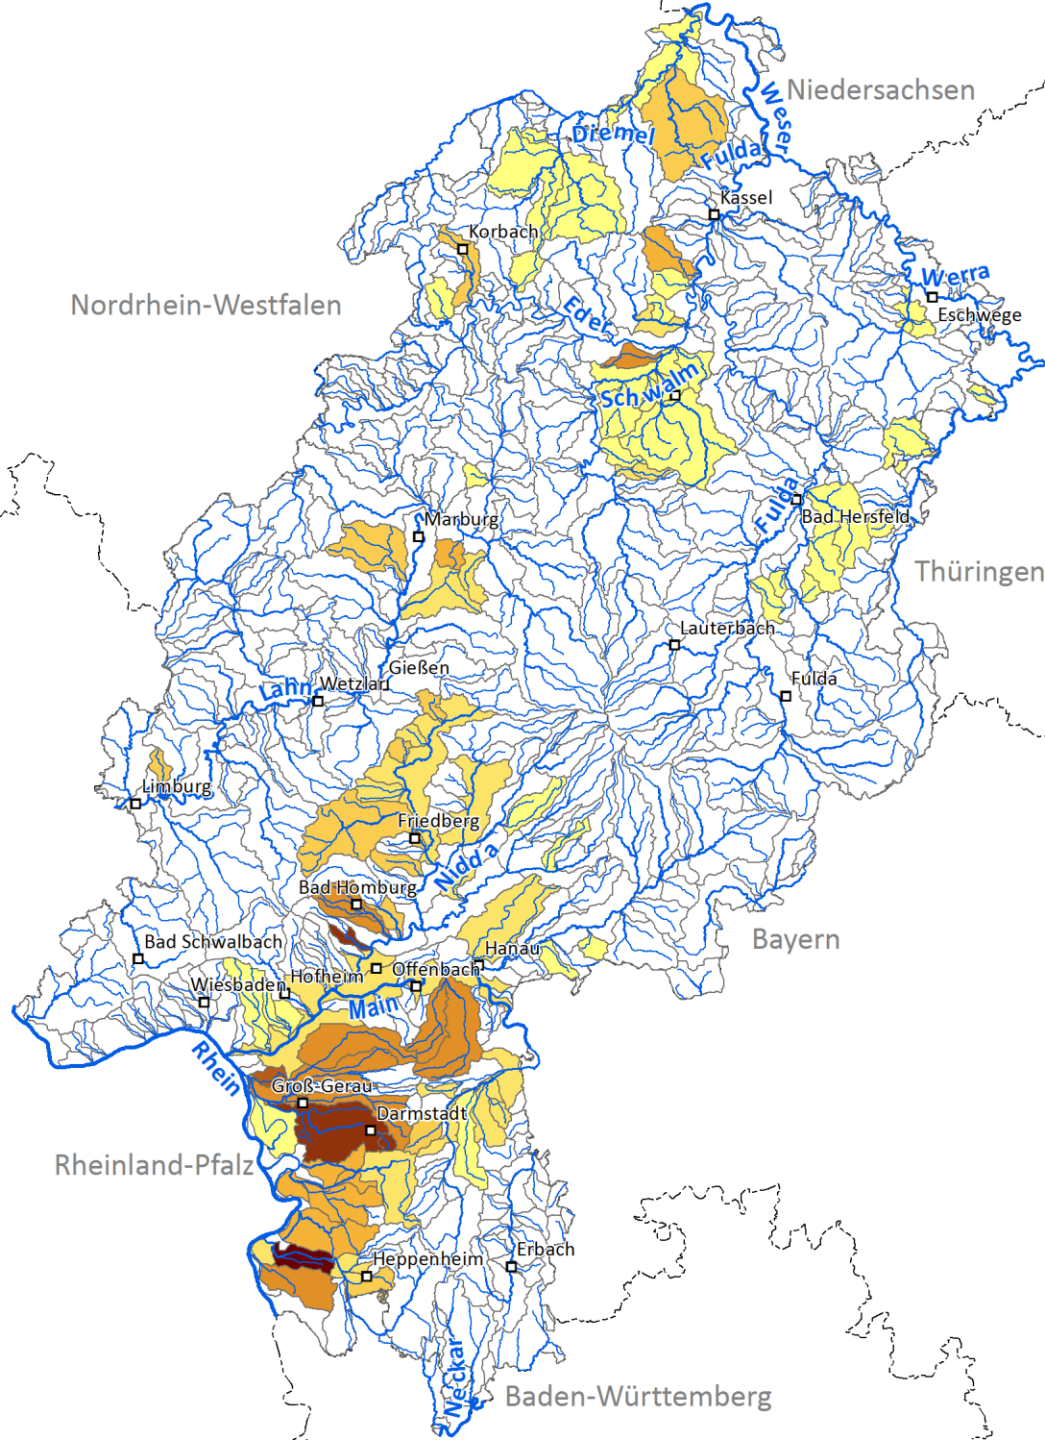 Niedersachsen
Weser
Diemel
Fulda
Kassel
Korbach
Werra
Nordrhein-Westfalen
Eder
Eschwege
Schwalm
Fulda
Bad Hersfeld
Marburg
Thüringen
Lauterbach
Gießen
Fulda
Lahn
Wetzlar
Limburg
Friedberg
Nidda
Bad Homburg
Bayern
Bad Schwalbach
Hanau
Offenbach
Hofheim
Wiesbaden
Main
Rhein
Groß-Gerau
Darmstadt
Rheinland-Pfalz
Erbach
Heppenheim
Neckar
Baden-Württemberg